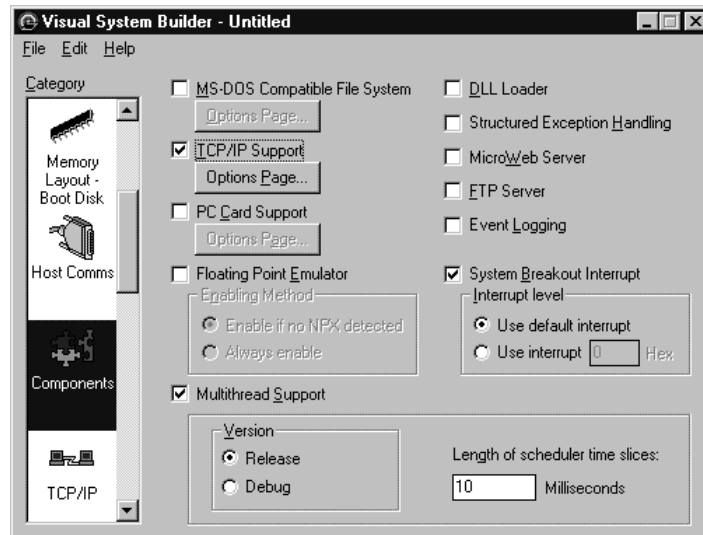 Visual System Builder - Untitled
File Edit Help
Category
Memory
Layout -
Boot Disk
Host Comms
Components
TCP/IP
MS-DOS Compatible File System
Options Page...
TCP/IP Support
Options Page...
PC Card Support
Options Page...
Floating Point Emulator
Enabling Method
Enable if no NPX detected
Always enable
DLL Loader
Structured Exception Handling
MicroWeb Server
FTP Server
Event Logging
System Breakout Interrupt
Interrupt level
Use default interrupt
Use interrupt 0 Hex
Multithread Support
Version
Release
Debug
Length of scheduler time slices:
10 Milliseconds